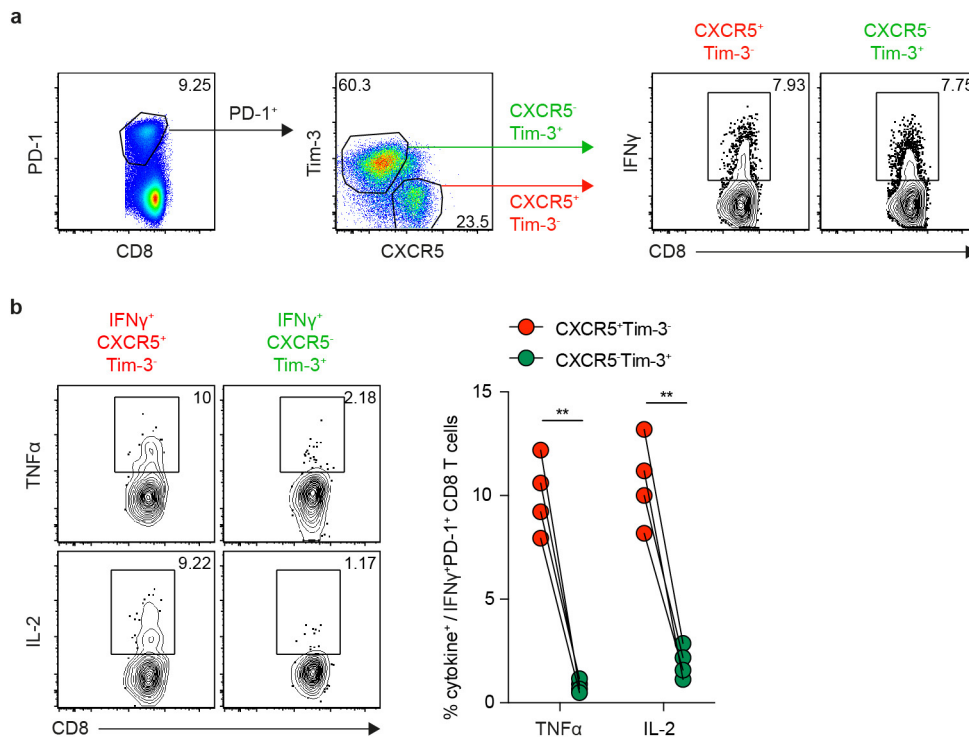 a
9.25
PD-1
CD8
PD-1⁺
60.3
Tim-3
CXCR5
23.5
CXCR5⁻
Tim-3⁺
CXCR5⁺
Tim-3⁻
CXCR5⁺
Tim-3⁻
CXCR5⁻
Tim-3⁺
7.93
7.75
IFNγ
CD8
b
IFNγ⁺
CXCR5⁺
Tim-3⁻
IFNγ⁺
CXCR5⁻
Tim-3⁺
10
2.18
TNFα
9.22
1.17
IL-2
CD8
CXCR5⁺Tim-3⁻
CXCR5⁻Tim-3⁺
% cytokine⁺ / IFNγ⁺PD-1⁺ CD8 T cells
15
10
5
0
**
**
TNFα
IL-2